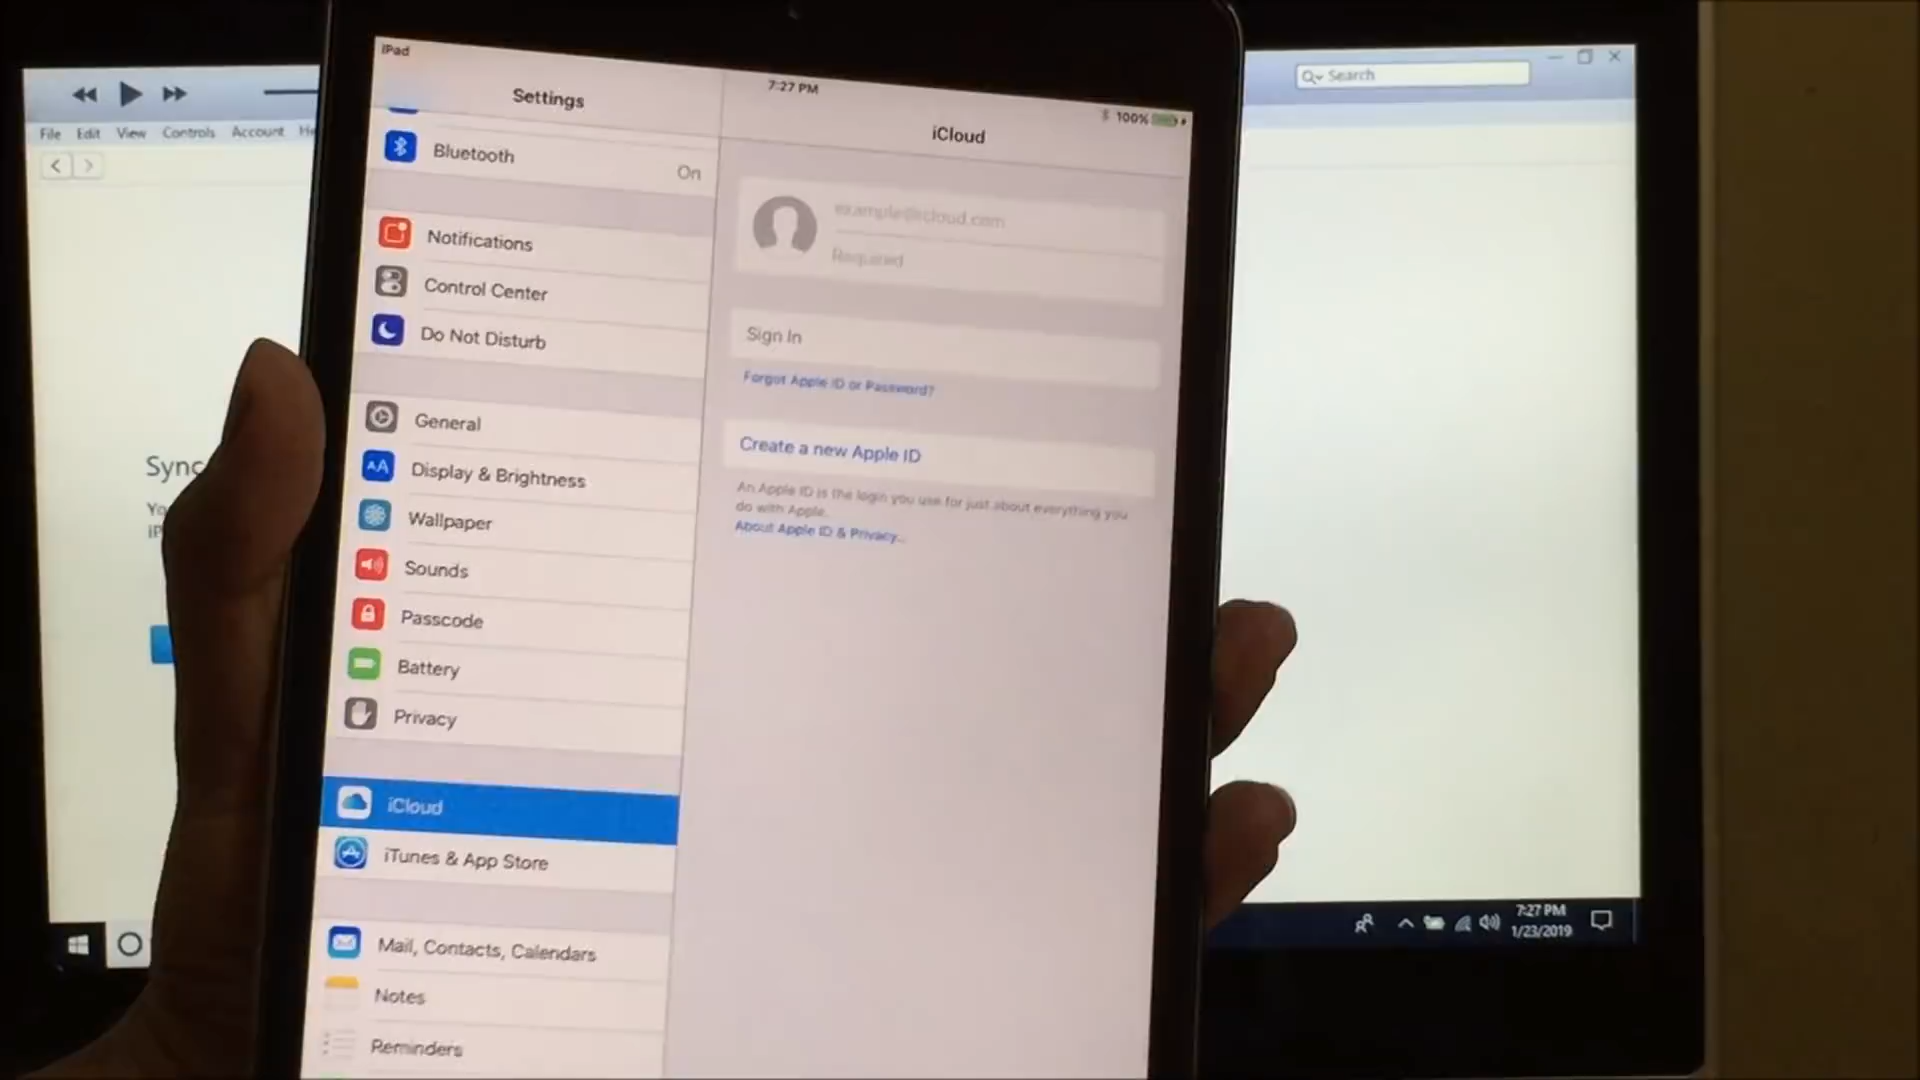 iPad
7:27 PM
100%
Settings
iCloud
Bluetooth
On
Notifications
Control Center
Do Not Disturb
General
Display & Brightness
Wallpaper
Sounds
Passcode
Battery
Privacy
iCloud
iTunes & App Store
Mail, Contacts, Calendars
Notes
Reminders
example@icloud.com
Required
Sign In
Forgot Apple ID or Password?
Create a new Apple ID
An Apple ID is the login you use for just about everything you
do with Apple.
About Apple ID & Privacy...
File Edit View Controls Account He
Sync
Yo
iP
Search
7:27 PM
1/23/2019